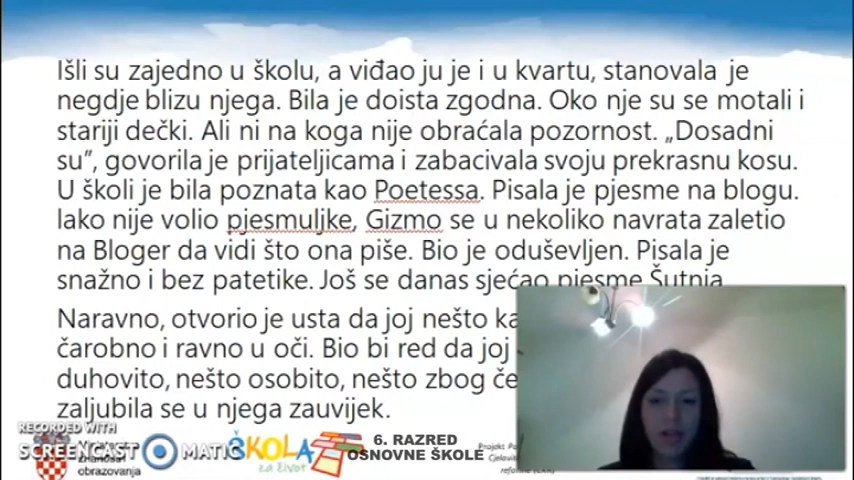 Išli su zajedno u školu, a viđao ju je i u kvartu, stanovala je
negdje blizu njega. Bila je doista zgodna. Oko nje su se motali i
stariji dečki. Ali ni na koga nije obraćala pozornost. „Dosadni
su”, govorila je prijateljicama i zabacivala svoju prekrasnu kosu.
U školi je bila poznata kao Poetessa. Pisala je pjesme na blogu.
Iako nije volio pjesmuljke, Gizmo se u nekoliko navrata zaletio
na Bloger da vidi što ona piše. Bio je oduševljen. Pisala je
snažno i bez patetike. Još se danas sjećao pjesme Šutnja
Naravno, otvorio je usta da joj nešto
čarobno i ravno u oči. Bio bi red da joj
duhovito, nešto osobito, nešto zbog
zaljubila se u njega zauvijek.
RECORDED WITH
SCREENCAST MATIC
Ministarstvo
znanosti i
obrazovanja
ŠKOLA
za život
6. RAZRED
OSNOVNE ŠKOLE
Projekt